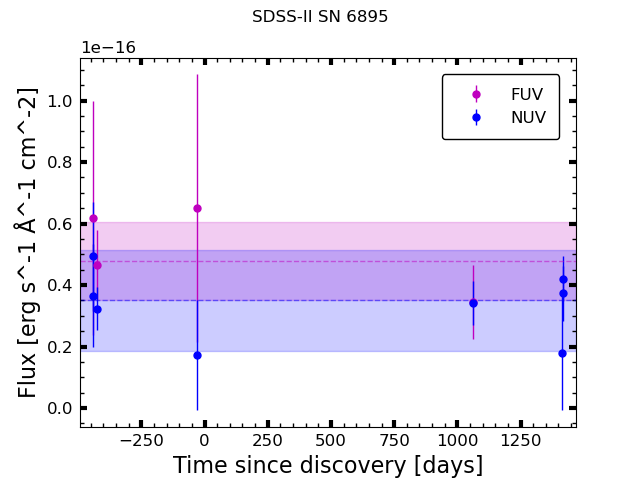 SDSS-II SN 6895
1e−16
FUV
NUV
1.0
0.8
0.6
0.4
0.2
0.0
Flux [erg s^-1 Å^-1 cm^-2]
−250 0 250 500 750 1000 1250
Time since discovery [days]